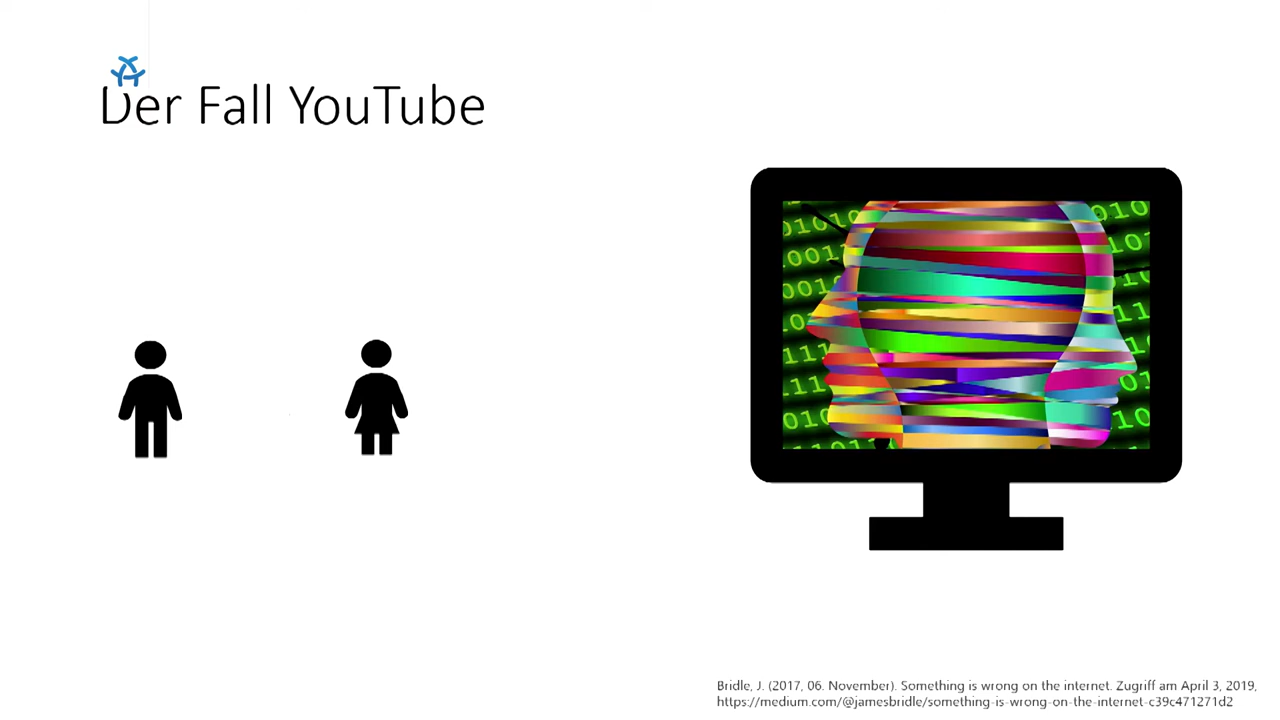 Der Fall YouTube
Bridle, J. (2017, 06. November). Something is wrong on the internet. Zugriff am April 3, 2019,
https://medium.com/@jamesbridle/something-is-wrong-on-the-internet-c39c471271d2